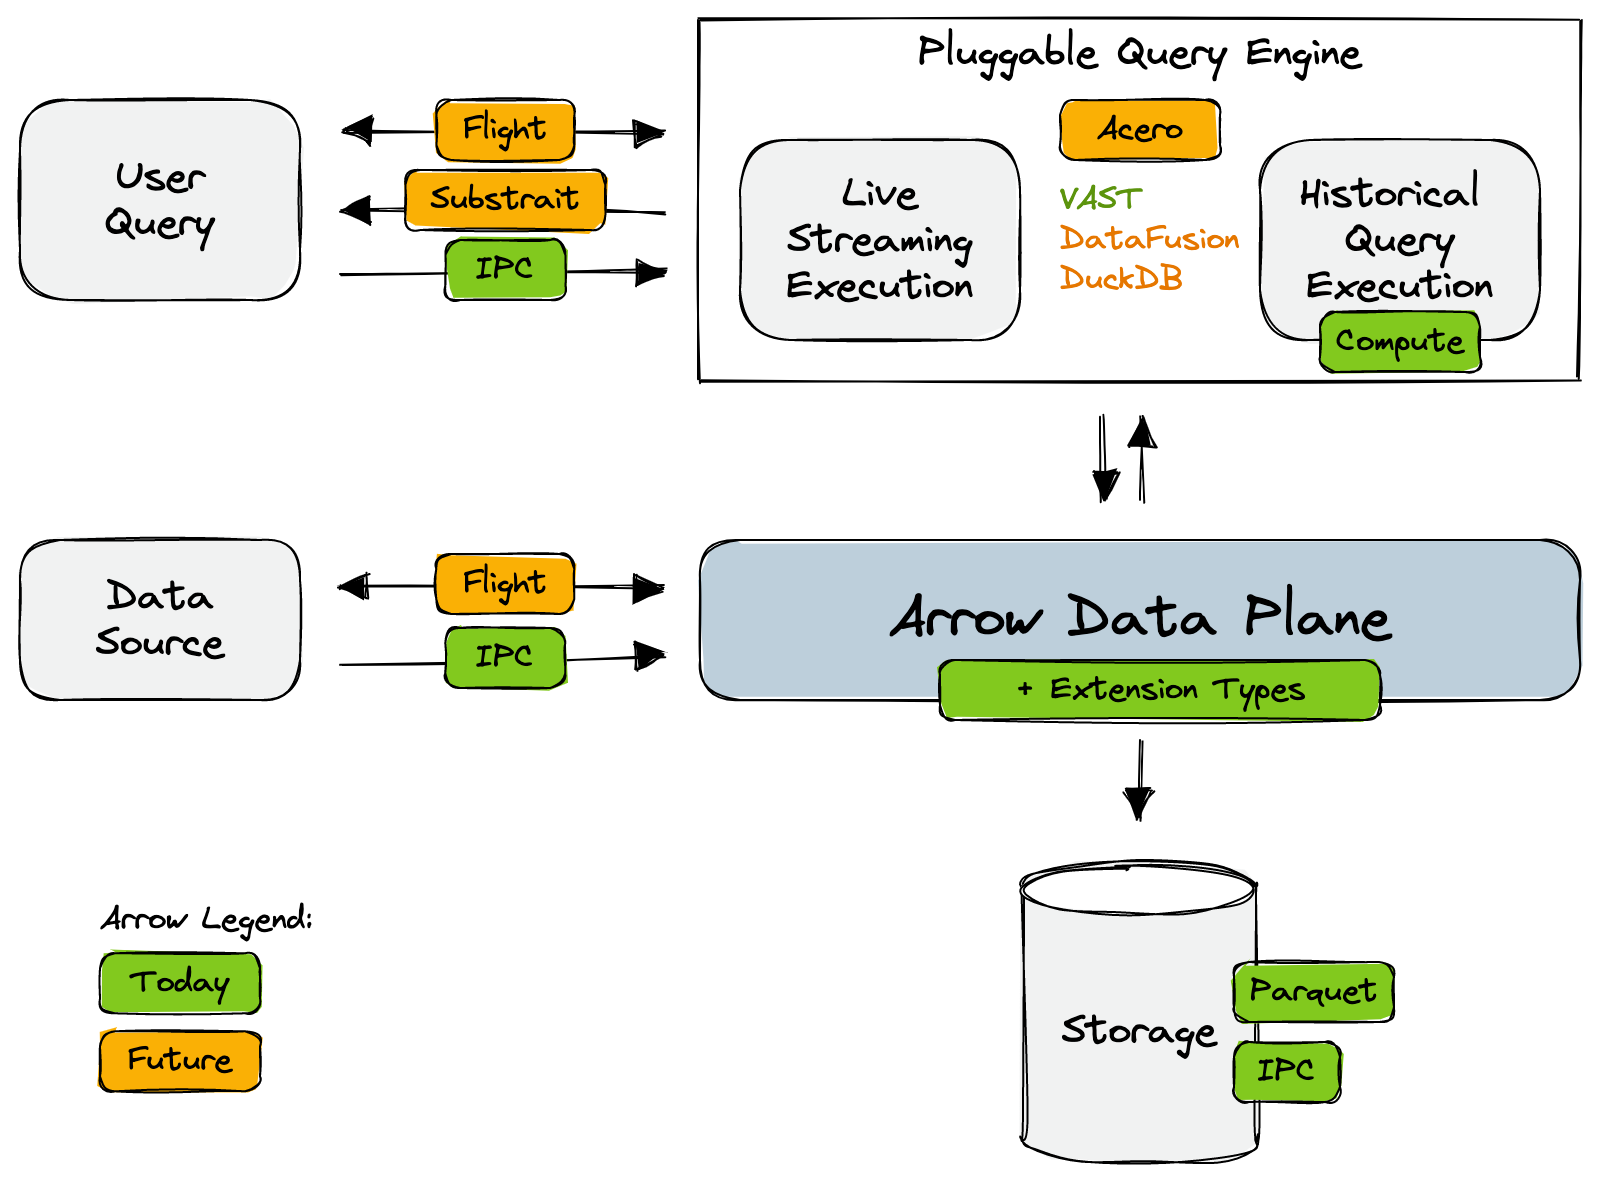 Pluggable Query Engine
User
Query
Flight
Substrait
IPC
Live
Streaming
Execution
Acero
VAST
DataFusion
DuckDB
Historical
Query
Execution
Compute
Data
Source
Flight
IPC
Arrow Data Plane
+ Extension Types
Arrow Legend:
Today
Future
Storage
Parquet
IPC